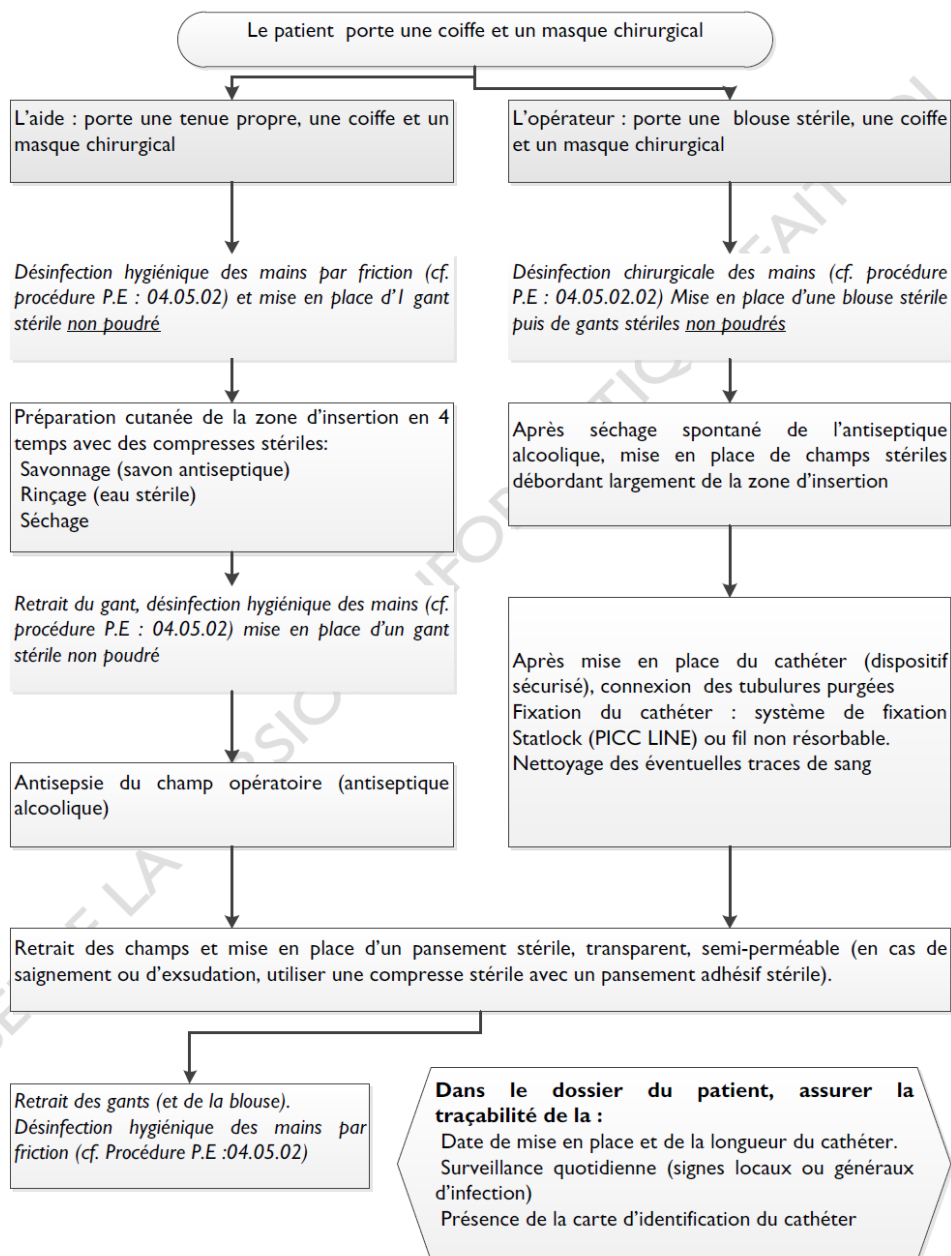 Le patient porte une coiffe et un masque chirurgical
L'aide : porte une tenue propre, une coiffe et un
masque chirurgical
L'opérateur : porte une blouse stérile, une coiffe
et un masque chirurgical
Désinfection hygiénique des mains par friction (cf.
procédure P.E : 04.05.02) et mise en place d'1 gant
stérile non poudré
Désinfection chirurgicale des mains (cf. procédure
P.E : 04.05.02.02) Mise en place d'une blouse stérile
puis de gants stériles non poudrés
Préparation cutanée de la zone d'insertion en 4
temps avec des compresses stériles:
Savonnage (savon antiseptique)
Rinçage (eau stérile)
Séchage
Après séchage spontané de l'antiseptique
alcoolique, mise en place de champs stériles
débordant largement de la zone d'insertion
Retrait du gant, désinfection hygiénique des mains (cf.
procédure P.E : 04.05.02) mise en place d'un gant
stérile non poudré
Après mise en place du cathéter (dispositif
sécurisé), connexion des tubulures purgées
Fixation du cathéter : système de fixation
Statlock (PICC LINE) ou fil non résorbable.
Nettoyage des éventuelles traces de sang
Antisepsie du champ opératoire (antiseptique
alcoolique)
Retrait des champs et mise en place d'un pansement stérile, transparent, semi-perméable (en cas de
saignement ou d'exsudation, utiliser une compresse stérile avec un pansement adhésif stérile).
Retrait des gants (et de la blouse).
Désinfection hygiénique des mains par
friction (cf. Procédure P.E :04.05.02)
Dans le dossier du patient, assurer la
traçabilité de la :
Date de mise en place et de la longueur du cathéter.
Surveillance quotidienne (signes locaux ou généraux
d'infection)
Présence de la carte d'identification du cathéter